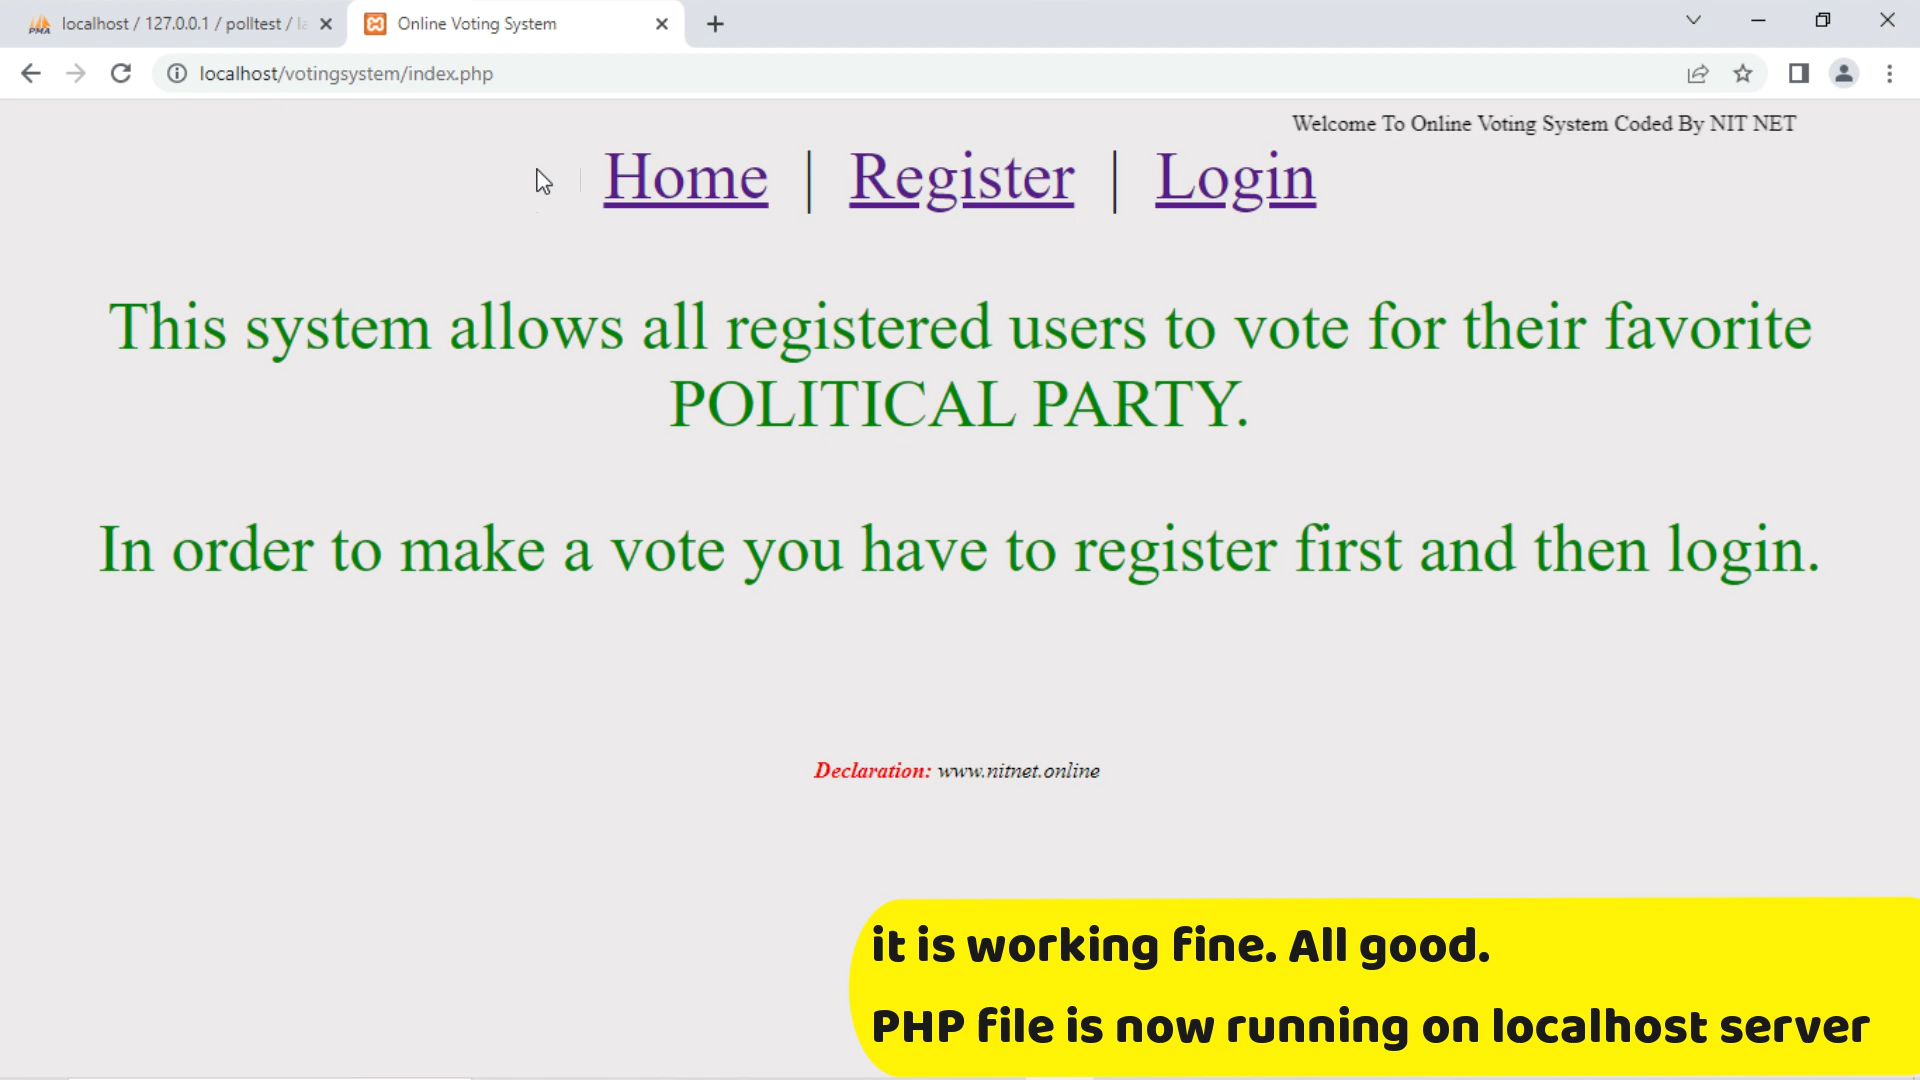 localhost / 127.0.0.1 / polltest / la
Online Voting System
localhost/votingsystem/index.php
Welcome To Online Voting System Coded By NIT NET
Home | Register | Login
This system allows all registered users to vote for their favorite
POLITICAL PARTY.
In order to make a vote you have to register first and then login.
Declaration: www.nitnet.online
it is working fine. All good.
PHP file is now running on localhost server